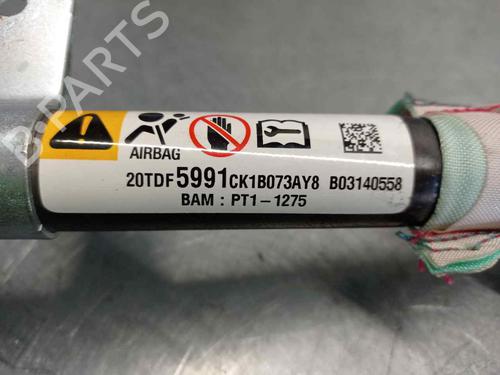 B-PARTS
AIRBAG
20TDF5991CK1B073AY8 B03140558
BAM : PT1-1275